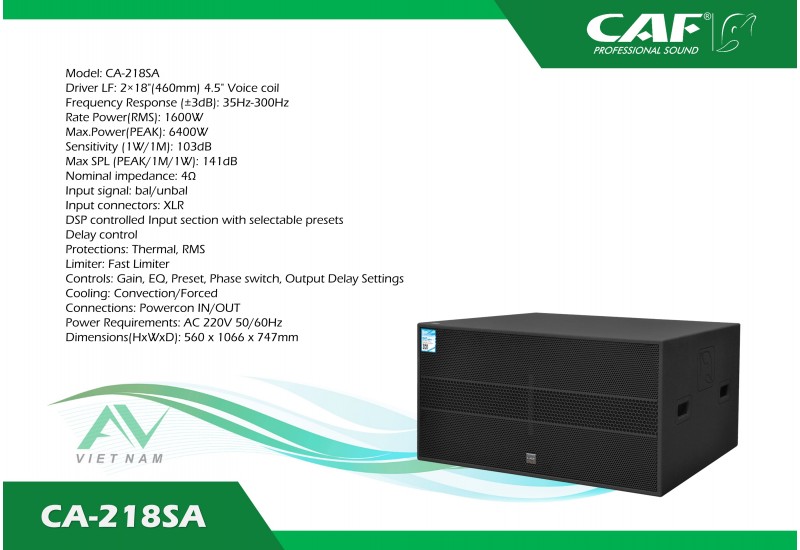 CAF®
PROFESSIONAL SOUND
Model: CA-218SA
Driver LF: 2×18"(460mm) 4.5" Voice coil
Frequency Response (±3dB): 35Hz-300Hz
Rate Power(RMS): 1600W
Max.Power(PEAK): 6400W
Sensitivity (1W/1M): 103dB
Max SPL (PEAK/1M/1W): 141dB
Nominal impedance: 4Ω
Input signal: bal/unbal
Input connectors: XLR
DSP controlled Input section with selectable presets
Delay control
Protections: Thermal, RMS
Limiter: Fast Limiter
Controls: Gain, EQ, Preset, Phase switch, Output Delay Settings
Cooling: Convection/Forced
Connections: Powercon IN/OUT
Power Requirements: AC 220V 50/60Hz
Dimensions(HxWxD): 560 x 1066 x 747mm
AV
VIET NAM
CA-218SA